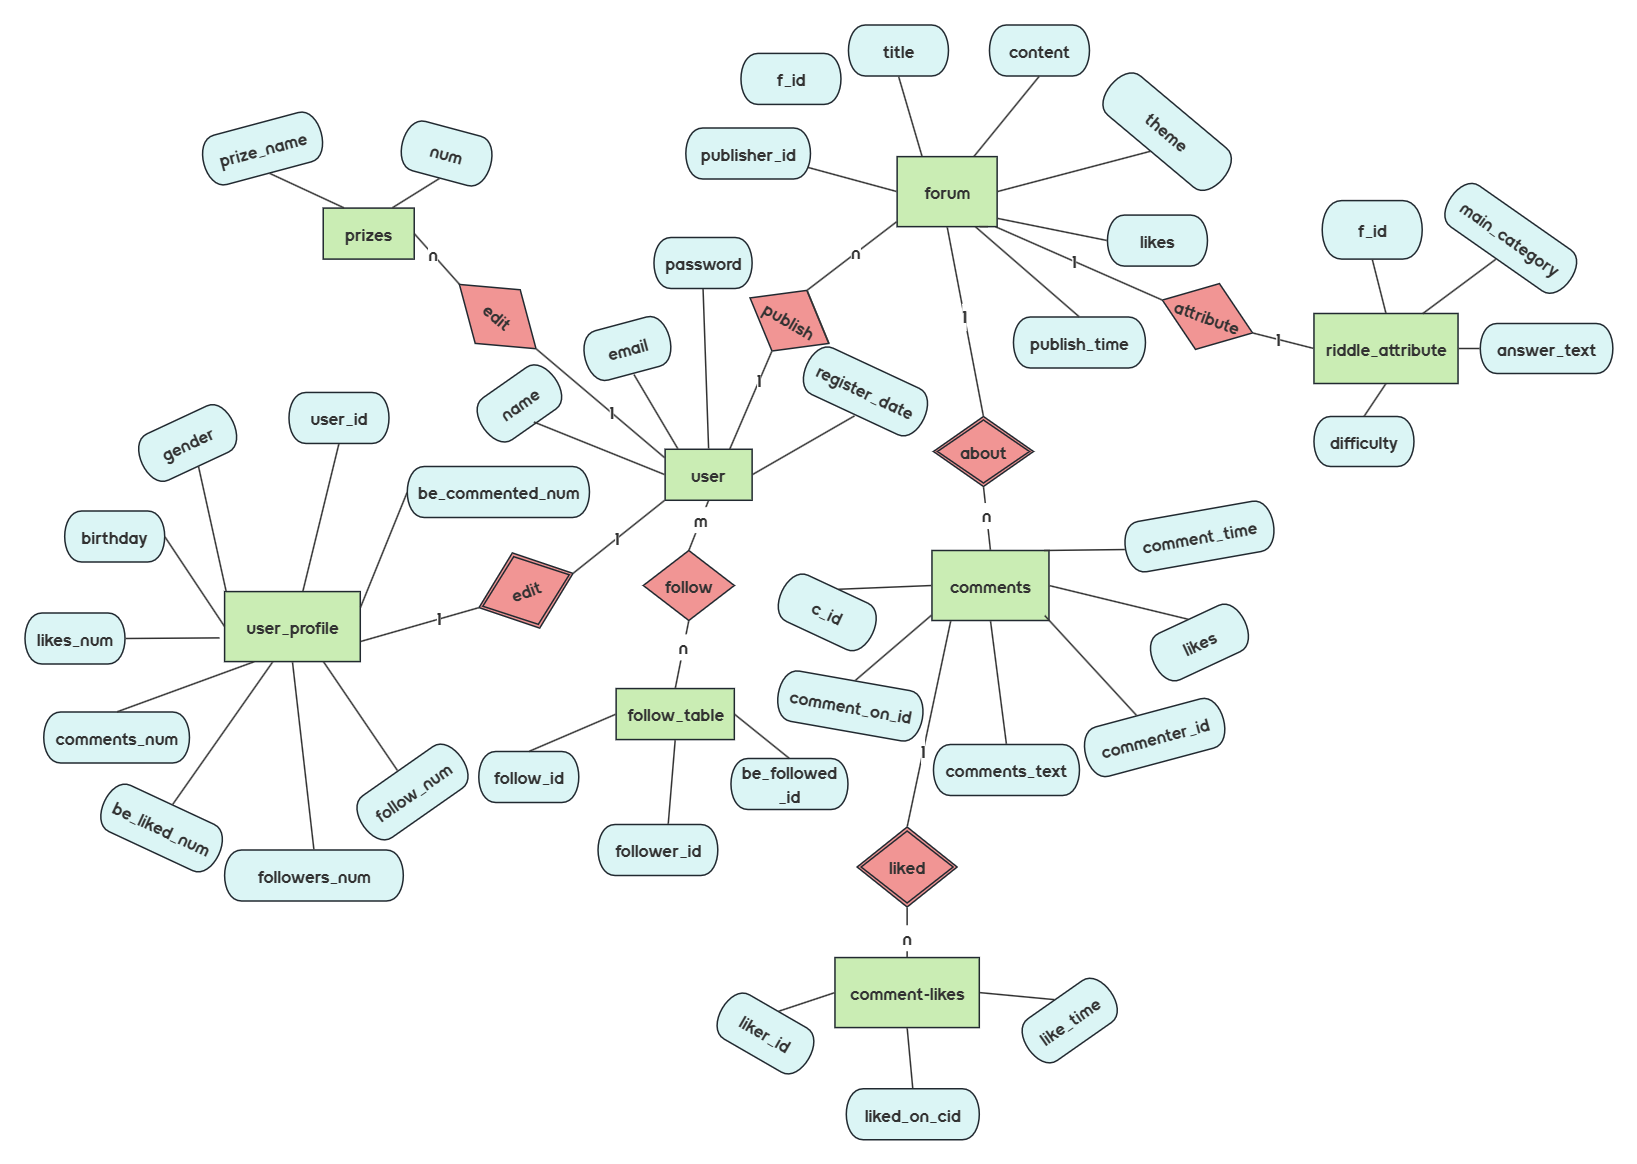 title
content
f_id
theme
prize_name
num
publisher_id
forum
main_category
f_id
prizes
likes
n
n
password
1
edit
publish
1
attribute
1
publish_time
riddle_attribute
answer_text
email
1
register_date
name
1
user_id
gender
difficulty
about
user
be_commented_num
n
m
birthday
1
comment_time
edit
follow
comments
c_id
1
user_profile
likes_num
likes
n
comment_on_id
follow_table
commenter_id
comments_num
1
follow_id
be_followed
_id
comments_text
follow_num
be_liked_num
follower_id
liked
followers_num
n
comment-likes
liker_id
like_time
liked_on_cid